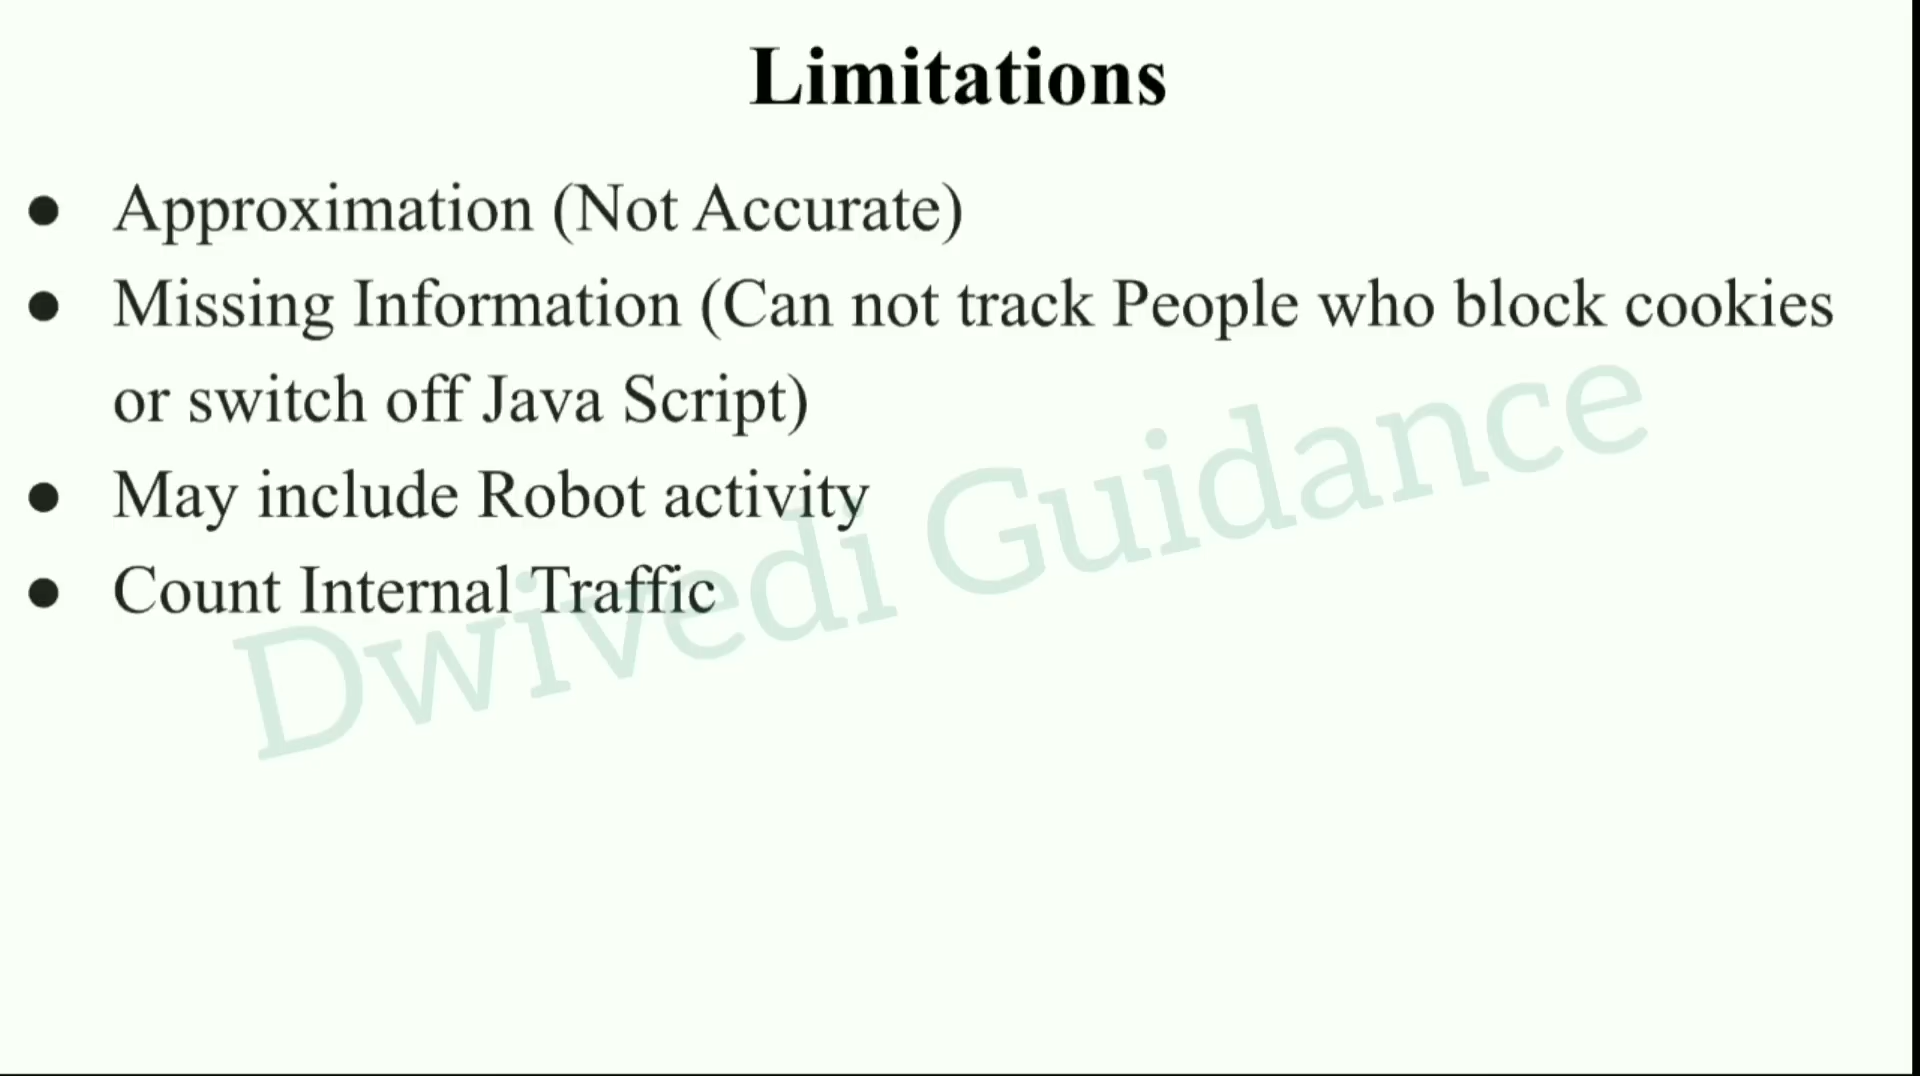 Limitations
● Approximation (Not Accurate)
● Missing Information (Can not track People who block cookies
or switch off Java Script)
● May include Robot activity
● Count Internal Traffic
Dwivedi Guidance